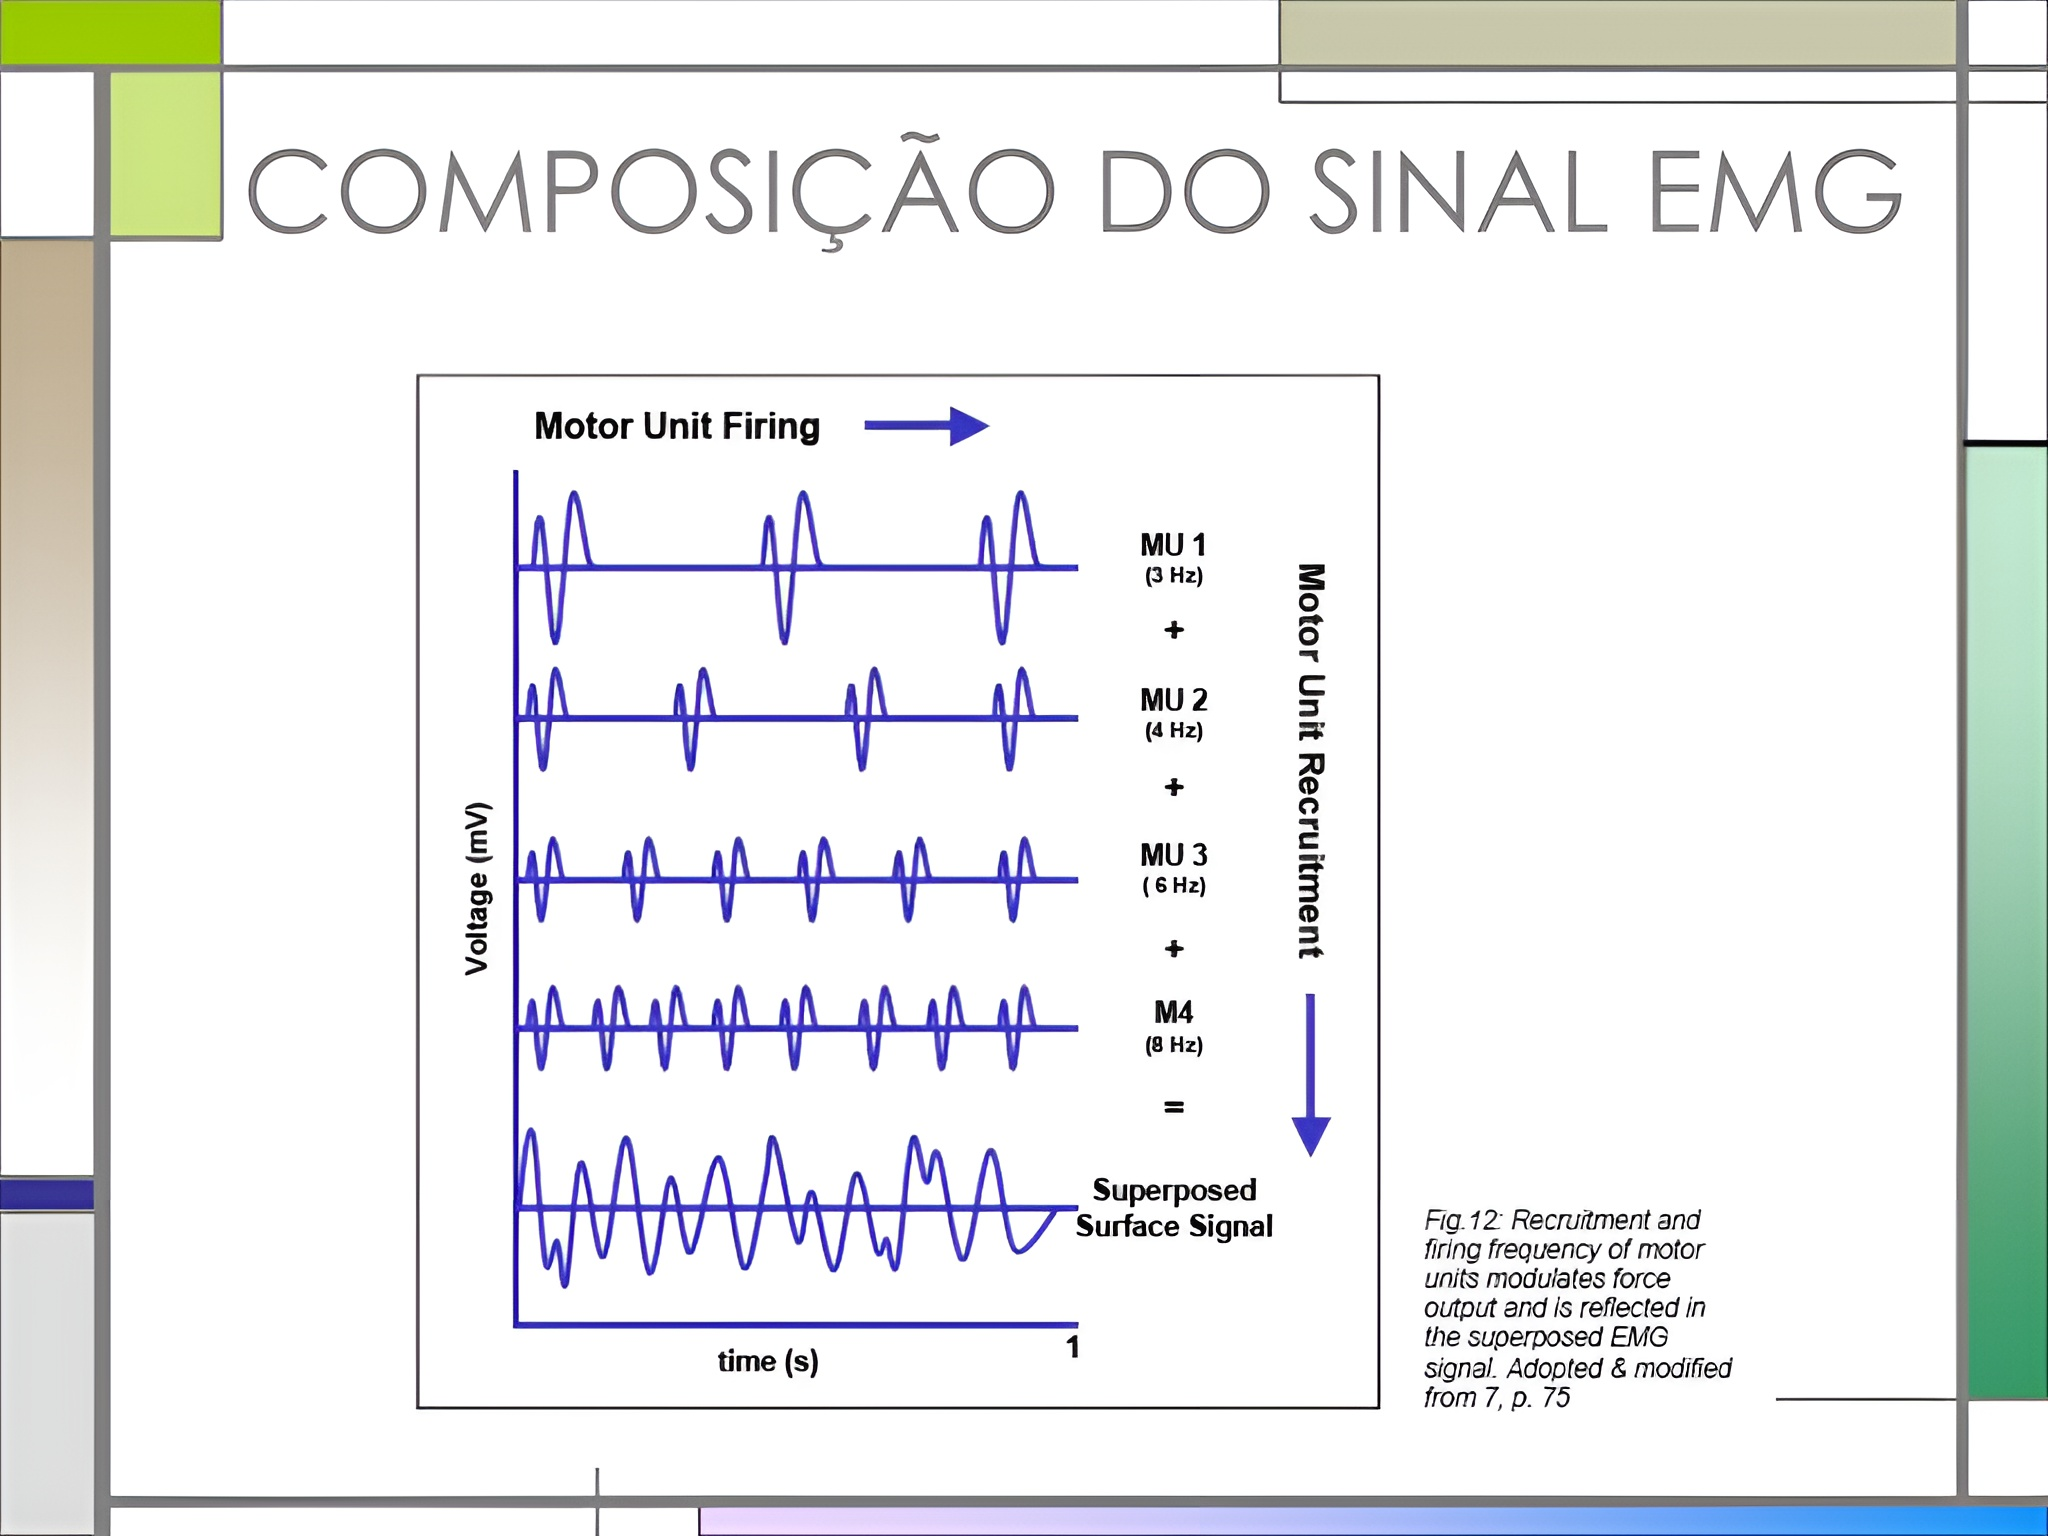 COMPOSIÇÃO DO SINAL EMG
Motor Unit Firing
MU 1
(3 Hz)
+
MU 2
(4 Hz)
+
MU 3
( 6 Hz)
+
M4
(8 Hz)
=
Superposed
Surface Signal
Motor Unit Recruitment
Voltage (mV)
time (s)
1
Fig.12: Recruitment and
firing frequency of motor
units modulates force
output and is reflected in
the superposed EMG
signal. Adopted & modified
from 7, p. 75